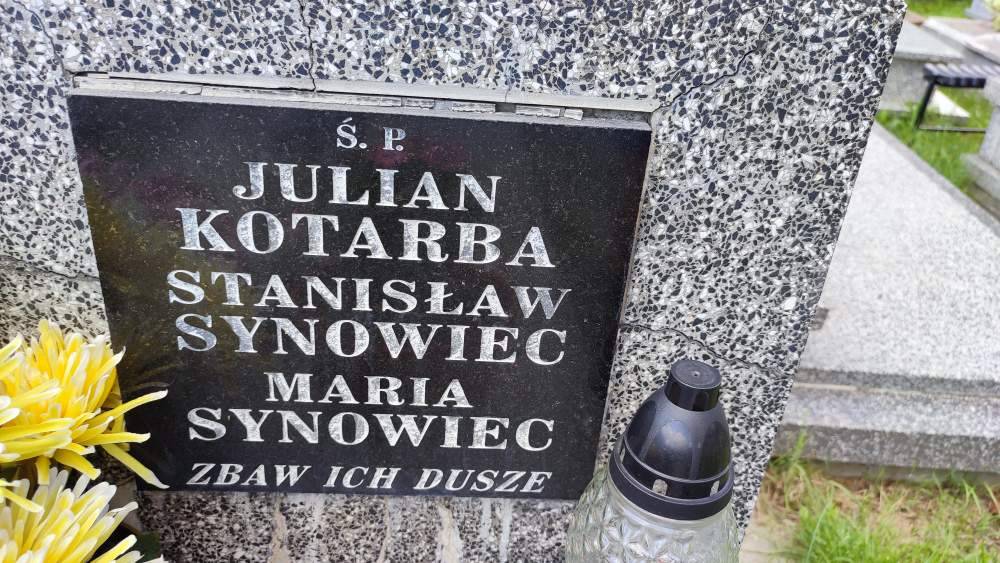 Ś. P.
JULIAN
KOTARBA
STANISŁAW
SYNOWIEC
MARIA
SYNOWIEC
ZBAW ICH DUSZE